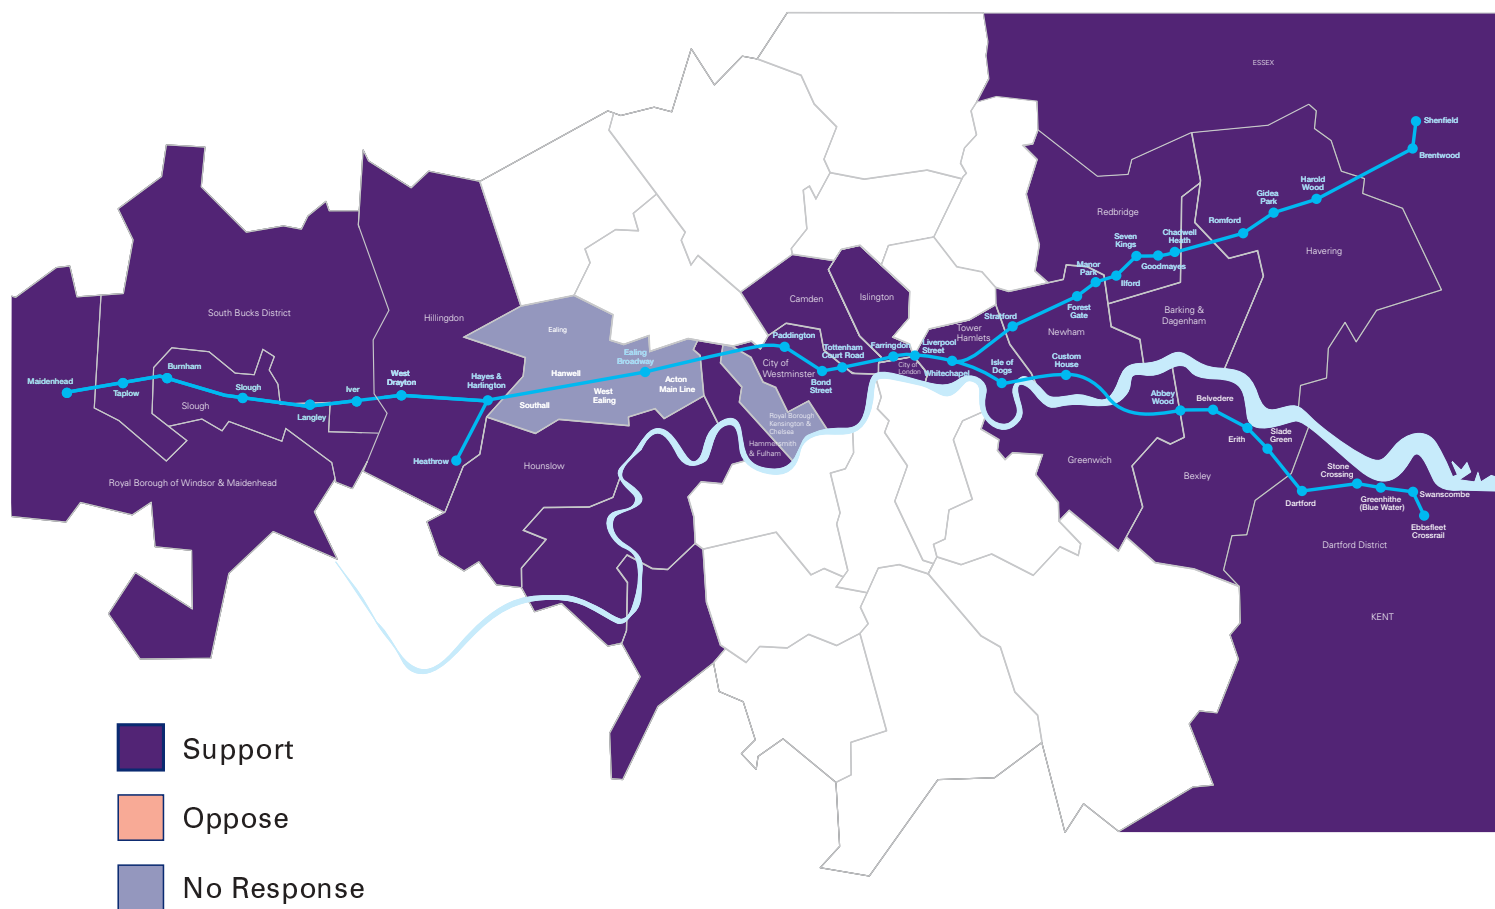 ESSEX
Shenfield
Brentwood
Harold
Wood
Gidea
Park
Romford
Redbridge
Havering
Chadwell
Heath
Seven
Kings
Goodmayes
Manor
Park
Ilford
Forest
Gate
Barking &
Dagenham
Stratford
Newham
Tower
Hamlets
Islington
Camden
Paddington
City of
Westminster
Tottenham
Court Road
Bond
Street
Farringdon
Liverpool
Street
City of
London
Whitechapel
Isle of
Dogs
Custom
House
South Bucks District
Hillingdon
Ealing
Ealing
Broadway
Hanwell
Acton
Main Line
West
Ealing
Southall
Hayes &
Harlington
West
Drayton
Iver
Langley
Slough
Slough
Burnham
Taplow
Maidenhead
Heathrow
Royal Borough
Kensington &
Chelsea
Hammersmith
& Fulham
Hounslow
Royal Borough of Windsor & Maidenhead
Abbey
Wood
Belvedere
Erith
Slade
Green
Greenwich
Bexley
Stone
Crossing
Dartford
Greenhithe
(Blue Water)
Swanscombe
Ebbsfleet
Crossrail
Dartford District
KENT
Support
Oppose
No Response